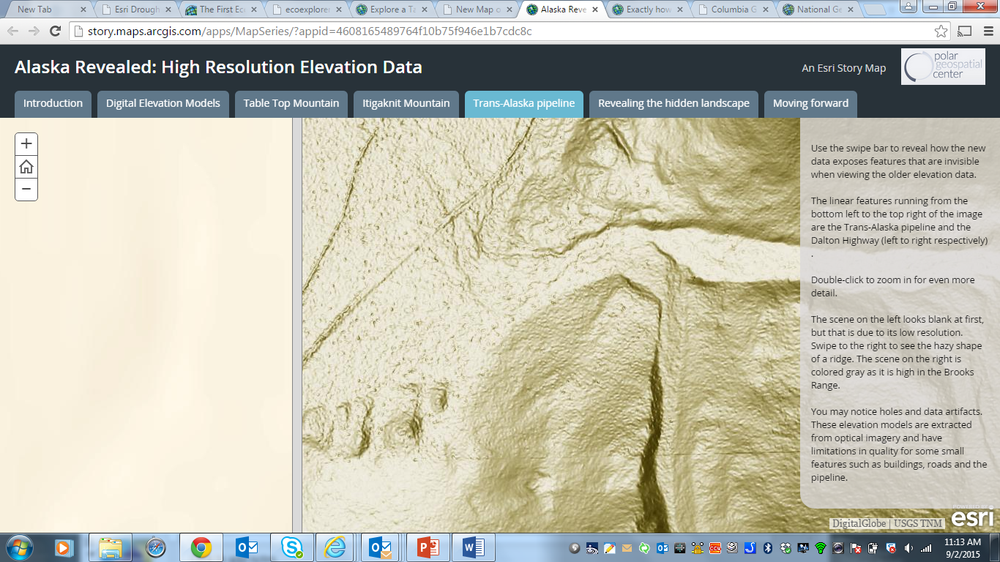 New Tab
Esri Drough
The First Ec
ecoexplorer
Explore a Ta
New Map o
Alaska Reve
Exactly how
Columbia G
National Ge
story.maps.arcgis.com/apps/MapSeries/?appid=4608165489764f10b75f946e1b7cdc8c
Alaska Revealed: High Resolution Elevation Data
An Esri Story Map
polar
geospatial
center
Introduction
Digital Elevation Models
Table Top Mountain
Itigaknit Mountain
Trans-Alaska pipeline
Revealing the hidden landscape
Moving forward
+
−
Use the swipe bar to reveal how the new
data exposes features that are invisible
when viewing the older elevation data.
The linear features running from the
bottom left to the top right of the image
are the Trans-Alaska pipeline and the
Dalton Highway (left to right respectively)
.
Double-click to zoom in for even more
detail.
The scene on the left looks blank at first,
but that is due to its low resolution.
Swipe to the right to see the hazy shape
of a ridge. The scene on the right is
colored gray as it is high in the Brooks
Range.
You may notice holes and data artifacts.
These elevation models are extracted
from optical imagery and have
limitations in quality for some small
features such as buildings, roads and the
pipeline.
POWERED BY
esri
DigitalGlobe | USGS TNM
11:13 AM
9/2/2015